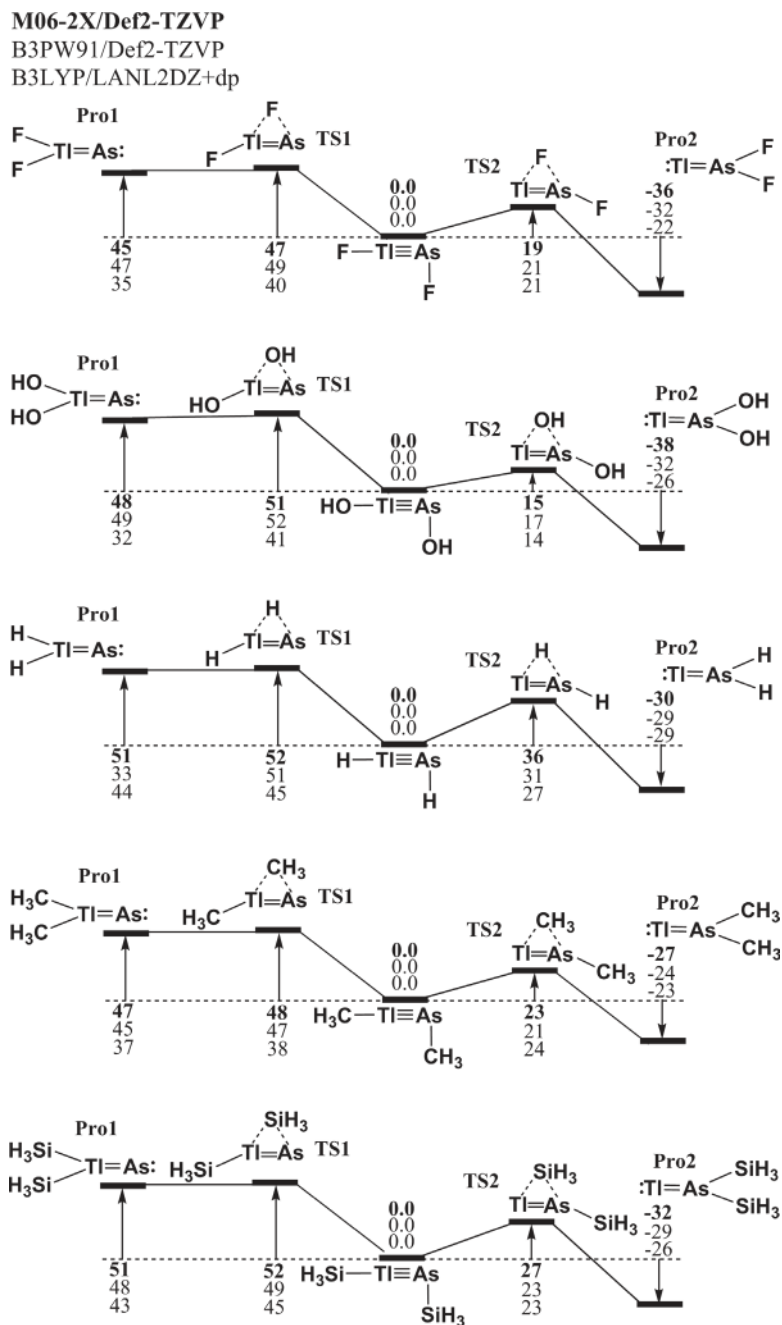 M06-2X/Def2-TZVP
B3PW91/Def2-TZVP
B3LYP/LANL2DZ+dp
Pro1
F
Tl=As:
F
F
Tl=As
F
TS1
0.0
0.0
0.0
F Tl≡As
F
TS2
F
Tl=As
F
Pro2
:Tl=As
F
F
-36
-32
-22
45
47
35
47
49
40
19
21
21
Pro1
HO
Tl=As:
HO
OH
Tl=As
HO
TS1
0.0
0.0
0.0
HO Tl≡As
OH
TS2
OH
Tl=As
OH
Pro2
:Tl=As
OH
OH
-38
-32
-26
48
49
32
51
52
41
15
17
14
Pro1
H
Tl=As:
H
H
Tl=As
H
TS1
0.0
0.0
0.0
H Tl≡As
H
TS2
H
Tl=As
H
Pro2
:Tl=As
H
H
-30
-29
-29
51
33
44
52
51
45
36
31
27
Pro1
H₃C
Tl=As:
H₃C
CH₃
Tl=As
H₃C
TS1
0.0
0.0
0.0
H₃C Tl≡As
CH₃
TS2
CH₃
Tl=As
CH₃
Pro2
:Tl=As
CH₃
CH₃
-27
-24
-23
47
45
37
48
47
38
23
21
24
Pro1
H₃Si
Tl=As:
H₃Si
SiH₃
Tl=As
H₃Si
TS1
0.0
0.0
0.0
H₃Si Tl≡As
SiH₃
TS2
SiH₃
Tl=As
SiH₃
Pro2
:Tl=As
SiH₃
SiH₃
-32
-29
-26
51
48
43
52
49
45
27
23
23